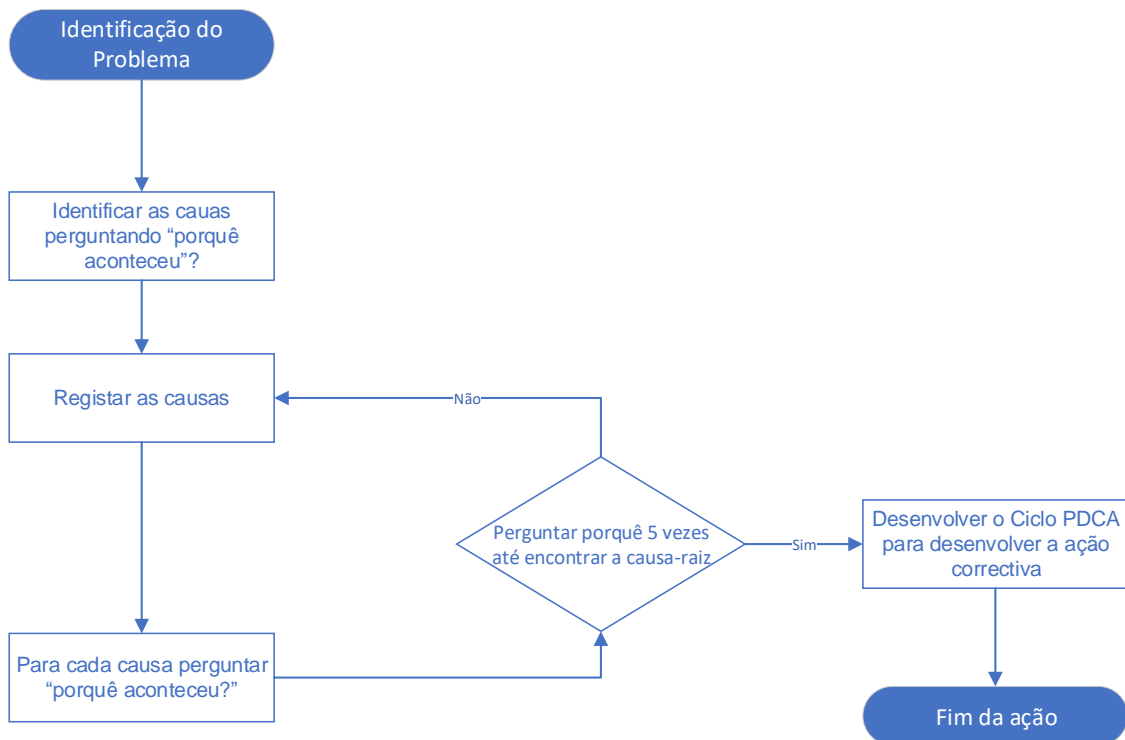 Identificação do
Problema
Identificar as cauas
perguntando “porquê
aconteceu”?
Registar as causas
Não
Perguntar porquê 5 vezes
até encontrar a causa-raiz
Sim
Desenvolver o Ciclo PDCA
para desenvolver a ação
correctiva
Para cada causa perguntar
“porquê aconteceu?”
Fim da ação